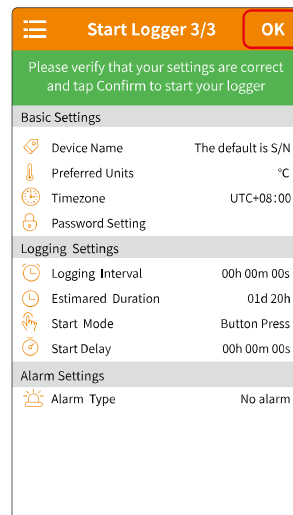 Start Logger 3/3 OK
Please verify that your settings are correct
and tap Confirm to start your logger
Basic Settings
Device Name The default is S/N
Preferred Units °C
Timezone UTC+08:00
Password Setting
Logging Settings
Logging Interval 00h 00m 00s
Estimared Duration 01d 20h
Start Mode Button Press
Start Delay 00h 00m 00s
Alarm Settings
Alarm Type No alarm